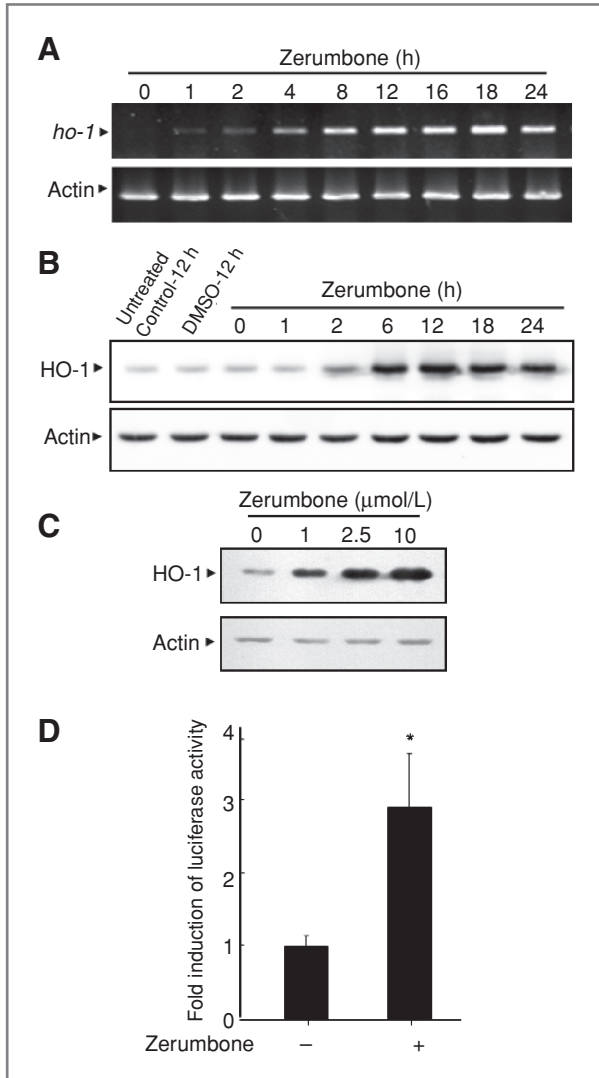 A
Zerumbone (h)
0 1 2 4 8 12 16 18 24
ho-1
Actin
B
Untreated
Control-12 h
DMSO-12 h
Zerumbone (h)
0 1 2 6 12 18 24
HO-1
Actin
C
Zerumbone (μmol/L)
0 1 2.5 10
HO-1
Actin
D
Fold induction of luciferase activity
4
3
2
1
0
*
Zerumbone − +